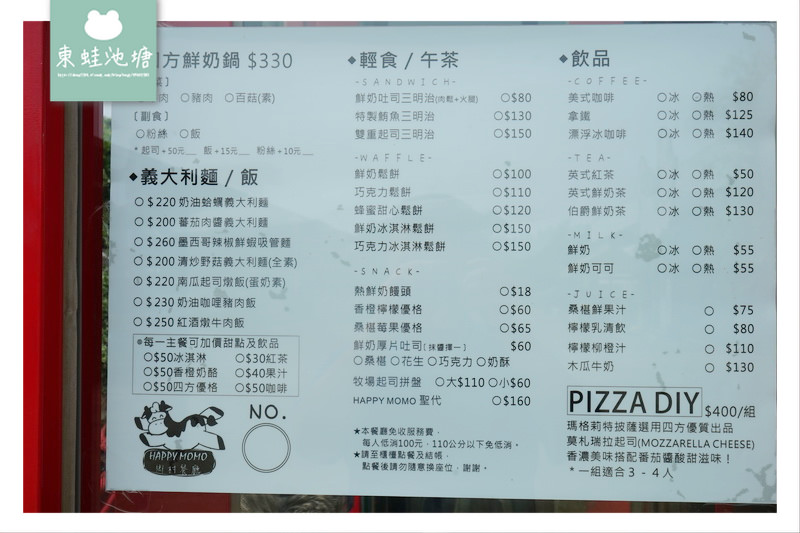 東蛙池塘
方鮮奶鍋 $330
肉 ○豬肉 ○百菇(素)
[副食]
○粉絲 ○飯
* 起司+50元__ 飯+15元__ 粉絲+10元__
◆義大利麵 / 飯
○ $220 奶油蛤蠣義大利麵
○ $200 蕃茄肉醬義大利麵
○ $260 墨西哥辣椒鮮蝦吸管麵
○ $200 清炒野菇義大利麵(全素)
○ $220 南瓜起司燉飯(蛋奶素)
○ $230 奶油咖哩豬肉飯
○ $250 紅酒燉牛肉飯
*每一主餐可加價甜點及飲品
○$50冰淇淋 ○$30紅茶
○$50香橙奶酪 ○$40果汁
○$50四方優格 ○$50咖啡
HAPPY MOMO
NO.
◆輕食 / 午茶
-SANDWICH-
鮮奶吐司三明治(肉鬆+火腿) ○$80
特製鮪魚三明治 ○$130
雙重起司三明治 ○$150
-WAFFLE-
鮮奶鬆餅 ○$100
巧克力鬆餅 ○$110
蜂蜜甜心鬆餅 ○$120
鮮奶冰淇淋鬆餅 ○$150
巧克力冰淇淋鬆餅 ○$150
-SNACK-
熱鮮奶饅頭 ○$18
香橙檸檬優格 ○$60
桑椹莓果優格 ○$65
鮮奶厚片吐司[抹醬擇一] $60
○桑椹 ○花生 ○巧克力 ○奶酥
牧場起司拼盤 ○大$110 ○小$60
HAPPY MOMO 聖代 ○$160
★本餐廳免收服務費,
每人低消100元,110公分以下免低消。
★請至櫃檯點餐及結帳,
點餐後請勿隨意換座位,謝謝。
◆飲品
-COFFEE-
美式咖啡 ○冰 ○熱 $80
拿鐵 ○冰 ○熱 $125
漂浮冰咖啡 ○冰 ○熱 $140
-TEA-
英式紅茶 ○冰 ○熱 $50
英式鮮奶茶 ○冰 ○熱 $120
伯爵鮮奶茶 ○冰 ○熱 $130
-MILK-
鮮奶 ○冰 ○熱 $55
鮮奶可可 ○冰 ○熱 $55
-JUICE-
桑椹鮮果汁 ○ $75
檸檬乳清飲 ○ $80
檸檬柳橙汁 ○ $110
木瓜牛奶 ○ $130
PIZZA DIY $400/組
瑪格莉特披薩選用四方優質出品
莫札瑞拉起司(MOZZARELLA CHEESE)
香濃美味搭配番茄醬酸甜滋味!
*一組適合3-4人